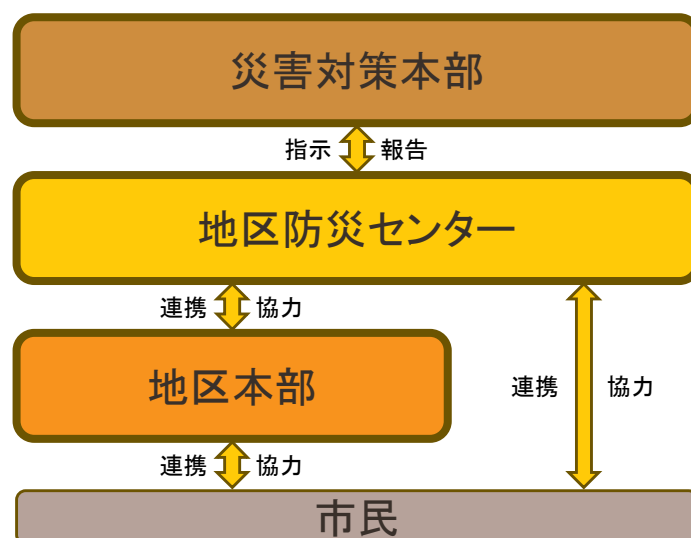 災害対策本部
指示 報告
地区防災センター
連携 協力
地区本部
連携 協力
連携 協力
市民